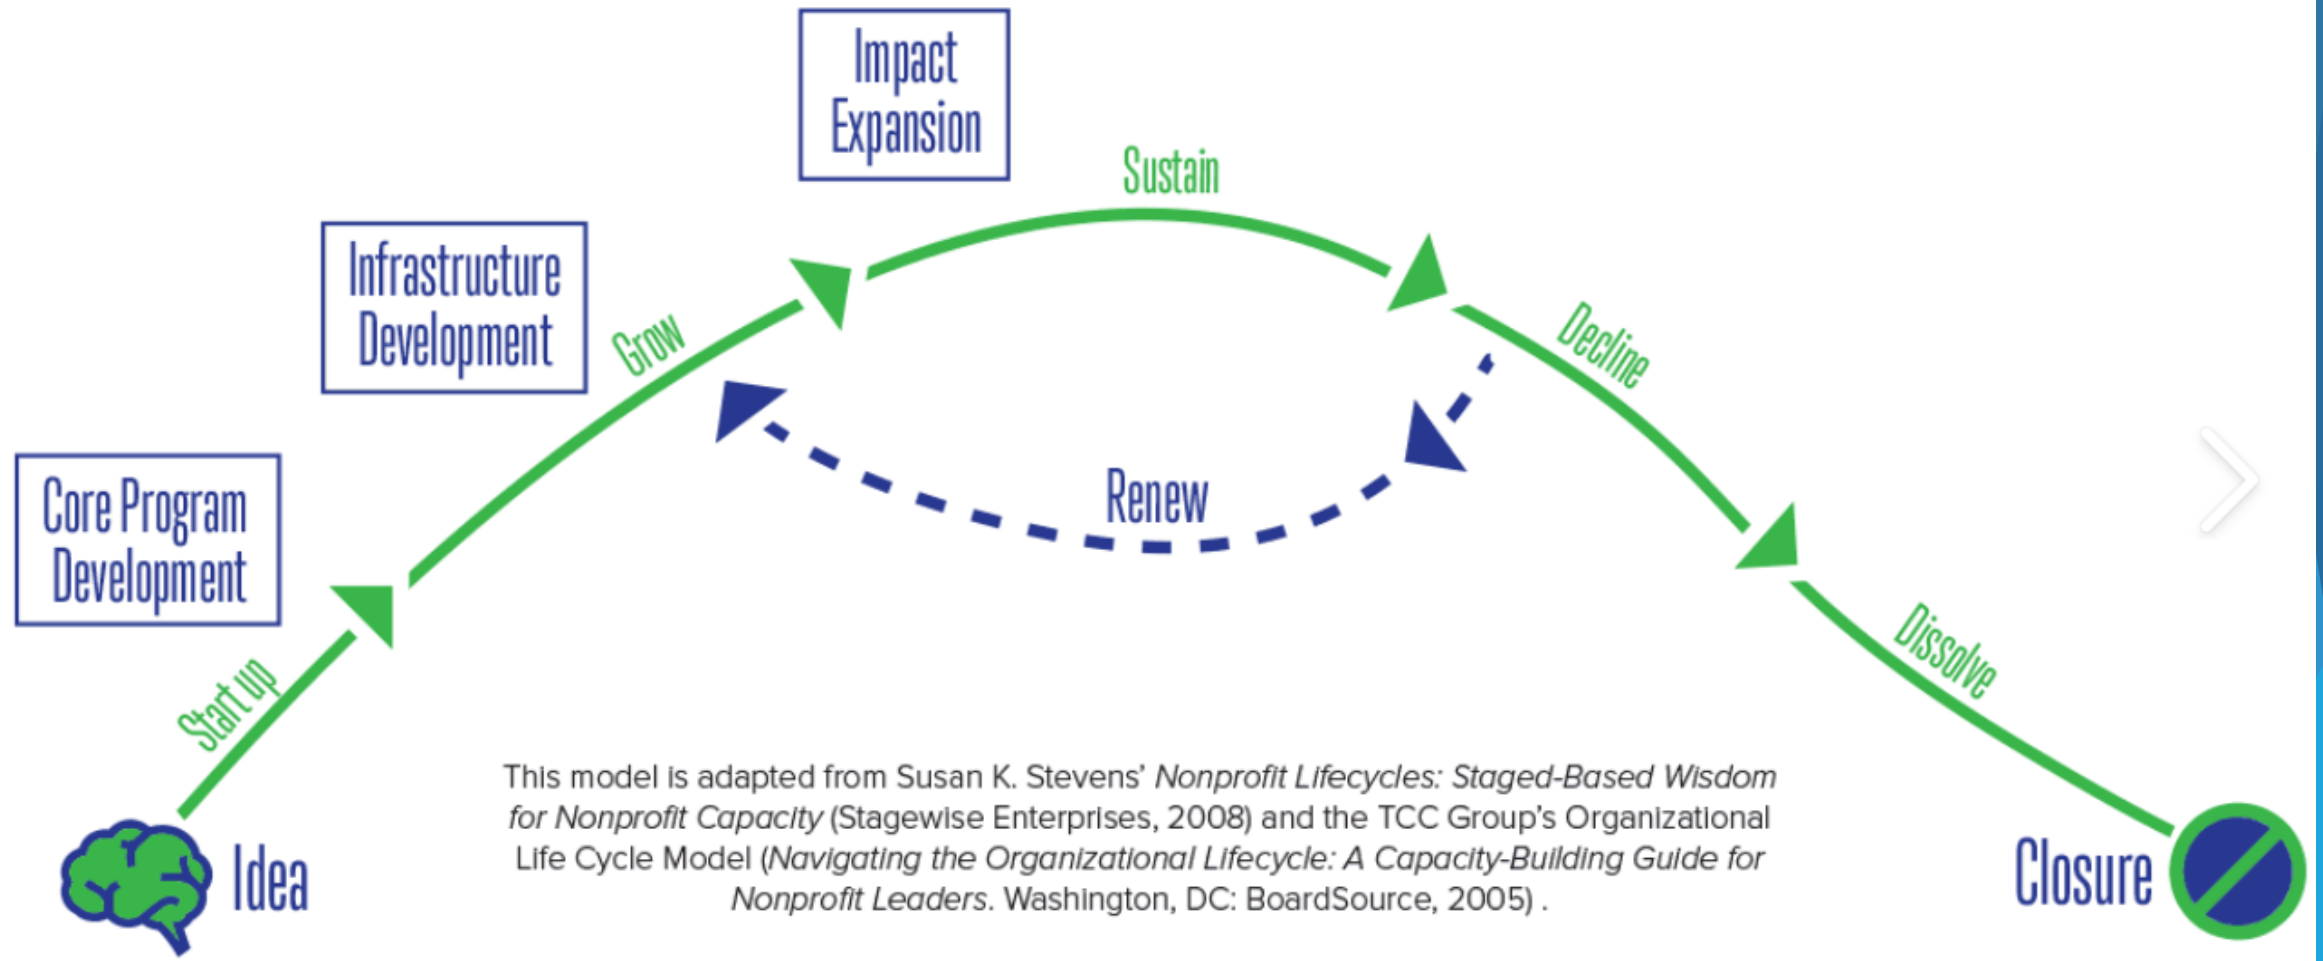 Impact
Expansion
Sustain
Infrastructure
Development
Grow
Decline
Core Program
Development
Renew
Start up
Dissolve
This model is adapted from Susan K. Stevens’ Nonprofit Lifecycles: Staged-Based Wisdom
for Nonprofit Capacity (Stagewise Enterprises, 2008) and the TCC Group’s Organizational
Life Cycle Model (Navigating the Organizational Lifecycle: A Capacity-Building Guide for
Nonprofit Leaders. Washington, DC: BoardSource, 2005) .
Idea
Closure